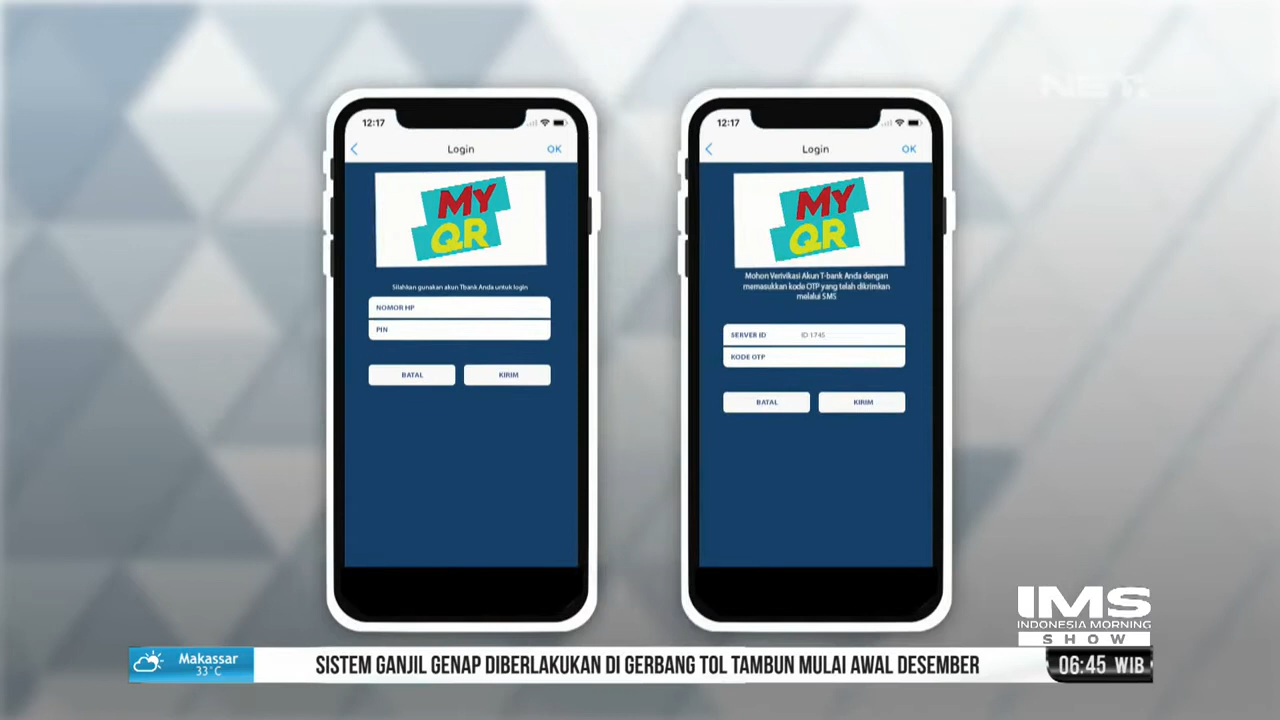 NET.
12:17
Login
OK
MY
QR
Silahkan gunakan akun Tbank Anda untuk login
NOMOR HP
PIN
BATAL
KIRIM
12:17
Login
OK
MY
QR
Mohon Verivikasi Akun T-bank Anda dengan
memasukkan kode OTP yang telah dikrimkan
melalui SMS
SERVER ID
ID 1745
KODE OTP
BATAL
KIRIM
IMS
INDONESIA MORNING
SHOW
Makassar
33°C
SISTEM GANJIL GENAP DIBERLAKUKAN DI GERBANG TOL TAMBUN MULAI AWAL DESEMBER
06:45 WIB